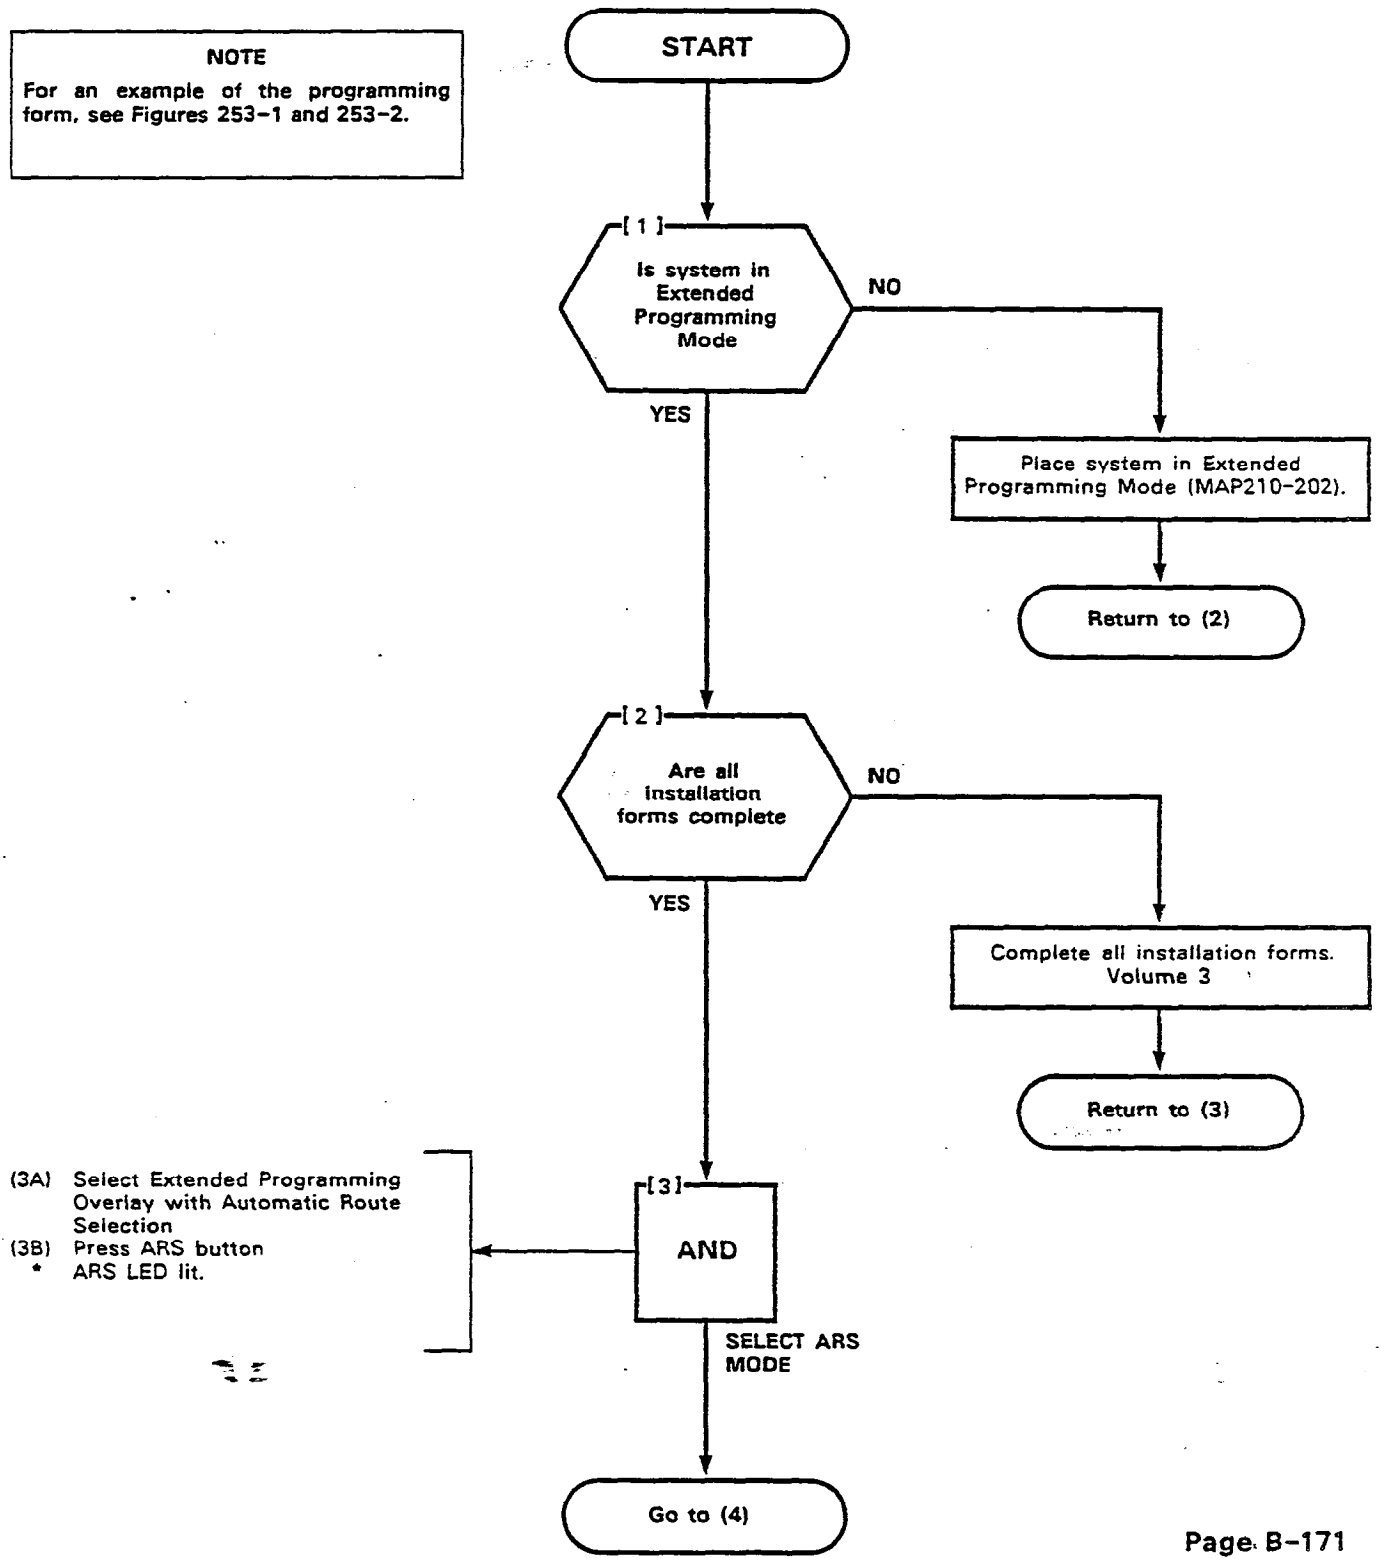 NOTE
For an example of the programming
form, see Figures 253-1 and 253-2.
START
[1]
Is system in
Extended
Programming
Mode
NO
YES
Place system in Extended
Programming Mode (MAP210-202).
Return to (2)
[2]
Are all
installation
forms complete
NO
YES
Complete all installation forms.
Volume 3
Return to (3)
(3A) Select Extended Programming
Overlay with Automatic Route
Selection
(3B) Press ARS button
* ARS LED lit.
[3]
AND
SELECT ARS
MODE
Go to (4)
Page B-171